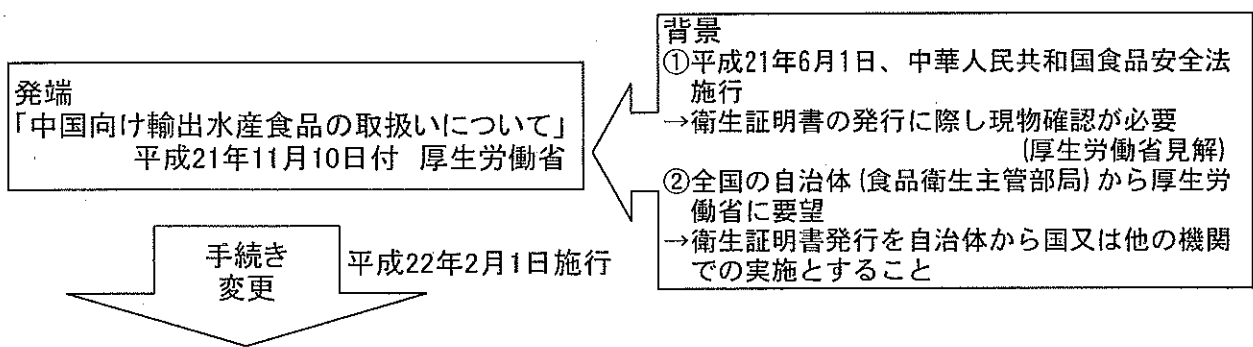 発端
「中国向け輸出水産食品の取扱いについて」
平成21年11月10日付 厚生労働省
背景
①平成21年6月1日、中華人民共和国食品安全法
施行
→衛生証明書の発行に際し現物確認が必要
(厚生労働省見解)
②全国の自治体(食品衛生主管部局)から厚生労
働省に要望
→衛生証明書発行を自治体から国又は他の機関
での実施とすること
手続き
変更
平成22年2月1日施行